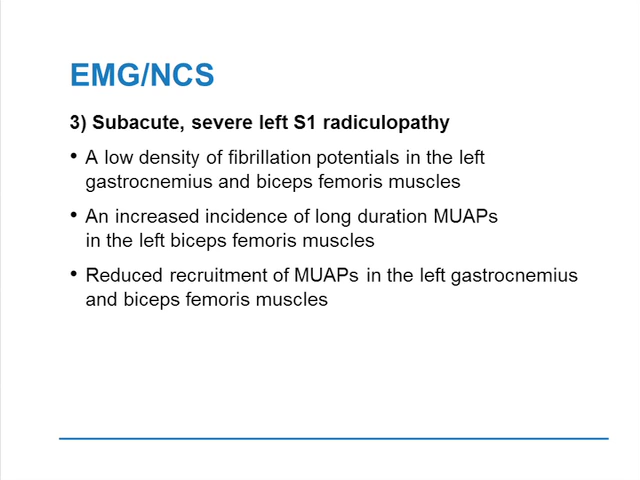 EMG/NCS
3) Subacute, severe left S1 radiculopathy
• A low density of fibrillation potentials in the left
gastrocnemius and biceps femoris muscles
• An increased incidence of long duration MUAPs
in the left biceps femoris muscles
• Reduced recruitment of MUAPs in the left gastrocnemius
and biceps femoris muscles